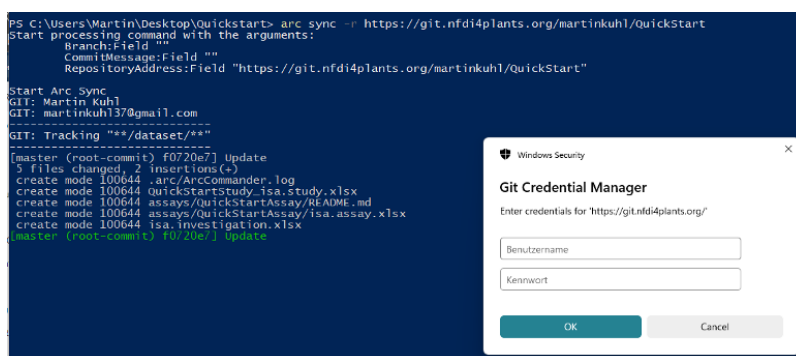 PS C:\Users\Martin\Desktop\Quickstart> arc sync -r https://git.nfdi4plants.org/martinkuhl/QuickStart
Start processing command with the arguments:
Branch:Field ""
CommitMessage:Field ""
RepositoryAddress:Field "https://git.nfdi4plants.org/martinkuhl/QuickStart"
Start Arc Sync
GIT: Martin Kuhl
GIT: martinkuhl37@gmail.com
------------------------------
GIT: Tracking "**/dataset/**"
------------------------------
[master (root-commit) f0720e7] Update
5 files changed, 2 insertions(+)
create mode 100644 .arc/ArcCommander.log
create mode 100644 QuickStartStudy_isa.study.xlsx
create mode 100644 assays/QuickStartAssay/README.md
create mode 100644 assays/QuickStartAssay/isa.assay.xlsx
create mode 100644 isa.investigation.xlsx
[master (root-commit) f0720e7] Update
Windows Security
Git Credential Manager
Enter credentials for 'https://git.nfdi4plants.org/'
Benutzername
Kennwort
OK Cancel